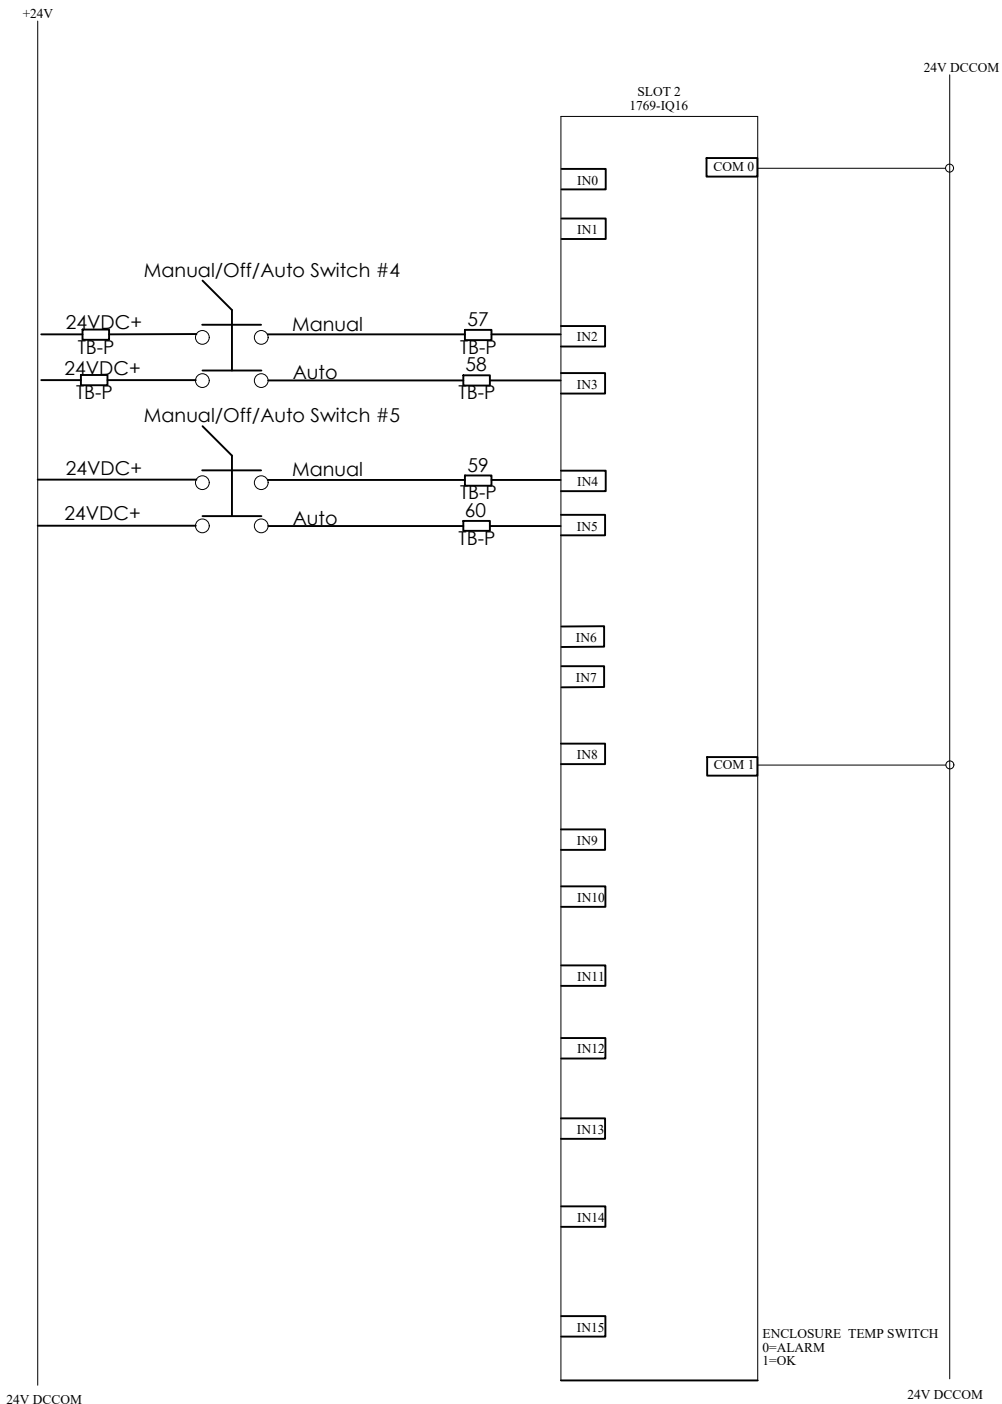 +24V
24V DCCOM
SLOT 2
1769-IQ16
COM 0
IN0
IN1
Manual/Off/Auto Switch #4
24VDC+
Manual
57
TB-P
TB-P
IN2
24VDC+
Auto
58
TB-P
TB-P
IN3
Manual/Off/Auto Switch #5
24VDC+
Manual
59
TB-P
IN4
24VDC+
Auto
60
TB-P
IN5
IN6
IN7
IN8
COM 1
IN9
IN10
IN11
IN12
IN13
IN14
IN15
ENCLOSURE TEMP SWITCH
0=ALARM
1=OK
24V DCCOM
24V DCCOM